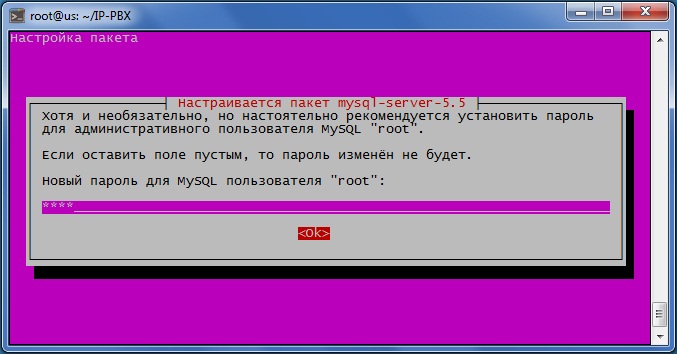 root@us: ~/IP-PBX
Настройка пакета
Настраивается пакет mysql-server-5.5
Хотя и необязательно, но настоятельно рекомендуется установить пароль
для административного пользователя MySQL "root".
Если оставить поле пустым, то пароль изменён не будет.
Новый пароль для MySQL пользователя "root":
****
<Ok>